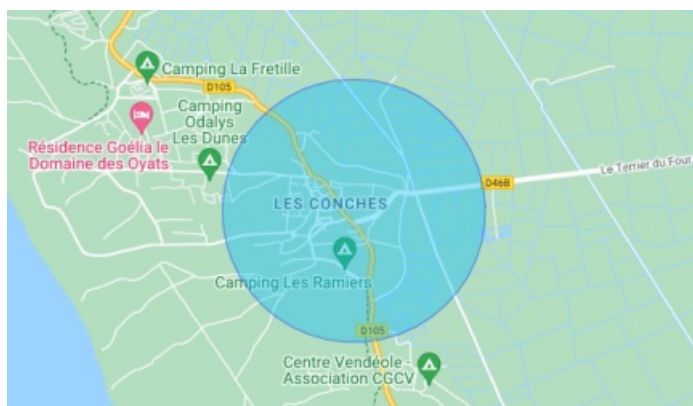 Camping La Fretille
D105
Camping
Odalys
Les Dunes
Résidence Goélia le
Domaine des Oyats
Le Terrier du Four
D46B
LES CONCHES
Camping Les Ramiers
D105
Centre Vendéole -
Association CGCV